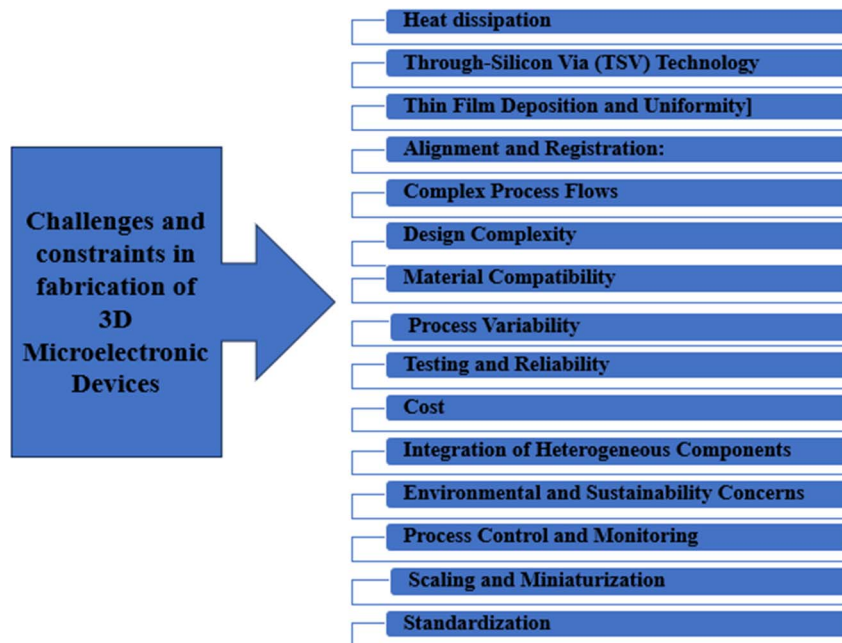 Challenges and
constraints in
fabrication of
3D
Microelectronic
Devices
Heat dissipation
Through-Silicon Via (TSV) Technology
Thin Film Deposition and Uniformity]
Alignment and Registration:
Complex Process Flows
Design Complexity
Material Compatibility
Process Variability
Testing and Reliability
Cost
Integration of Heterogeneous Components
Environmental and Sustainability Concerns
Process Control and Monitoring
Scaling and Miniaturization
Standardization